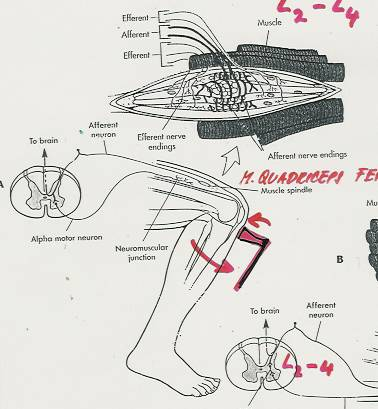 Efferent
Afferent
Efferent
L2-L4
Muscle
Efferent nerve
endings
Afferent nerve endings
Afferent
neuron
To brain
M. QUADRICEPS FE
Muscle spindle
A
Alpha motor neuron
Neuromuscular
junction
Mu
B
To brain
Afferent
neuron
L2-4